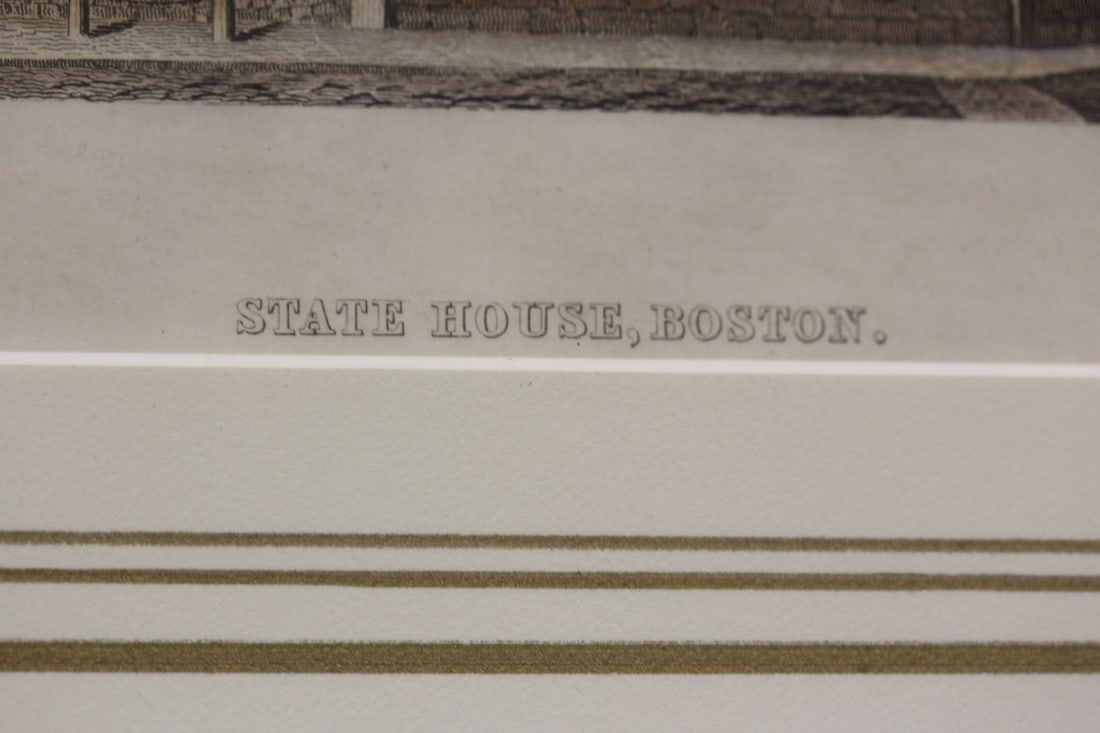 STATE HOUSE, BOSTON.